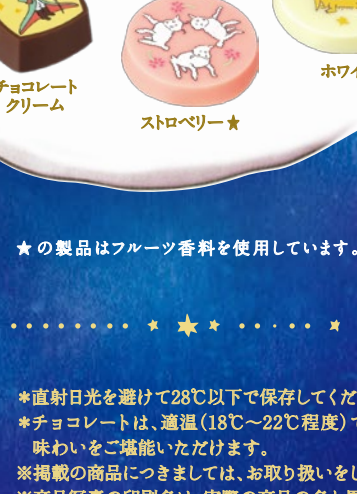 チョコレート
クリーム
ストロベリー★
ホワイ
★の製品はフルーツ香料を使用しています。
＊直射日光を避けて28℃以下で保存してくだ
＊チョコレートは、適温（18℃〜22℃程度）で
味わいをご堪能いただけます。
※掲載の商品につきましては、お取り扱いをし